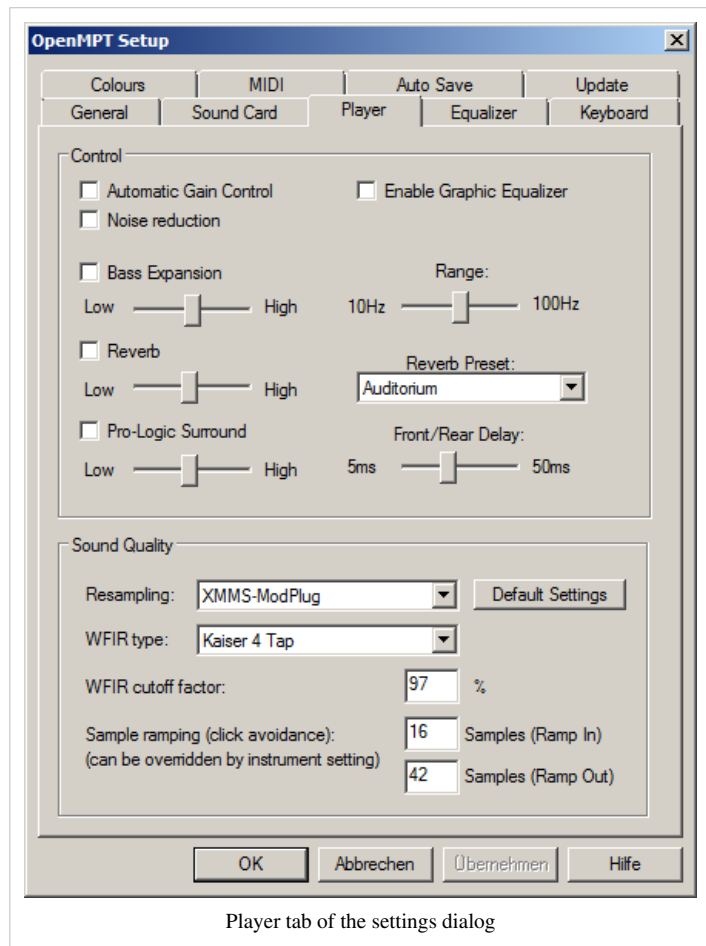 OpenMPT Setup
Colours MIDI Auto Save Update
General Sound Card Player Equalizer Keyboard
Control
Automatic Gain Control Enable Graphic Equalizer
Noise reduction
Bass Expansion Range:
Low High 10Hz 100Hz
Reverb Reverb Preset:
Low High Auditorium
Pro-Logic Surround Front/Rear Delay:
Low High 5ms 50ms
Sound Quality
Resampling: XMMS-ModPlug Default Settings
WFIR type: Kaiser 4 Tap
WFIR cutoff factor: 97 %
Sample ramping (click avoidance): 16 Samples (Ramp In)
(can be overridden by instrument setting)
42 Samples (Ramp Out)
OK Abbrechen Übernehmen Hilfe
Player tab of the settings dialog